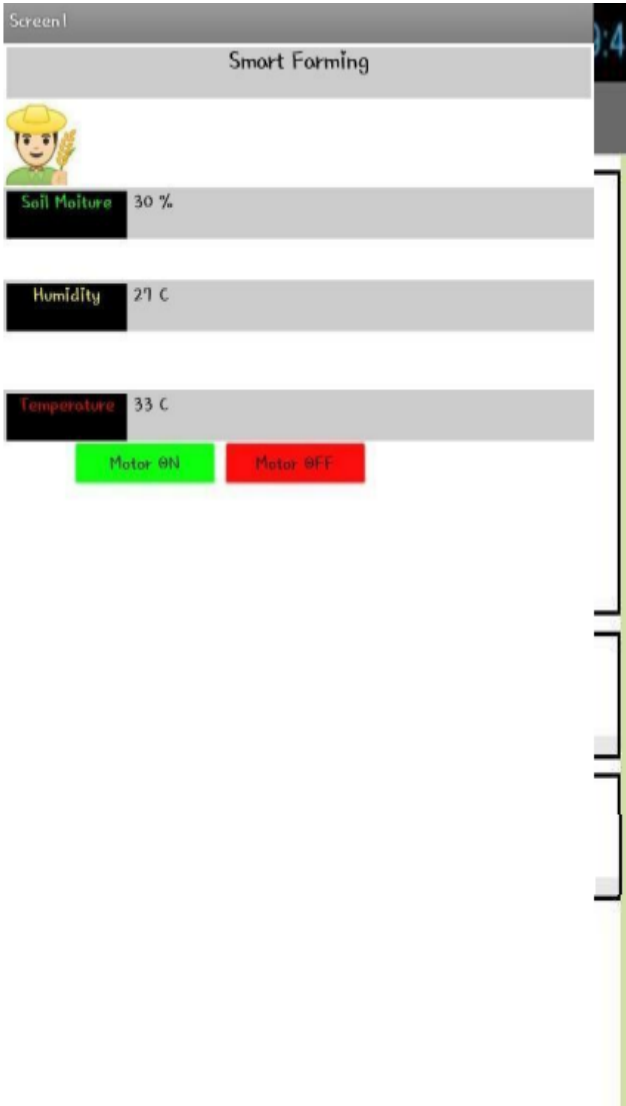 Screen1
Smart Farming
Soil Moiture 30 %
Humidity 27 C
Temperature 33 C
Motor ON Motor OFF